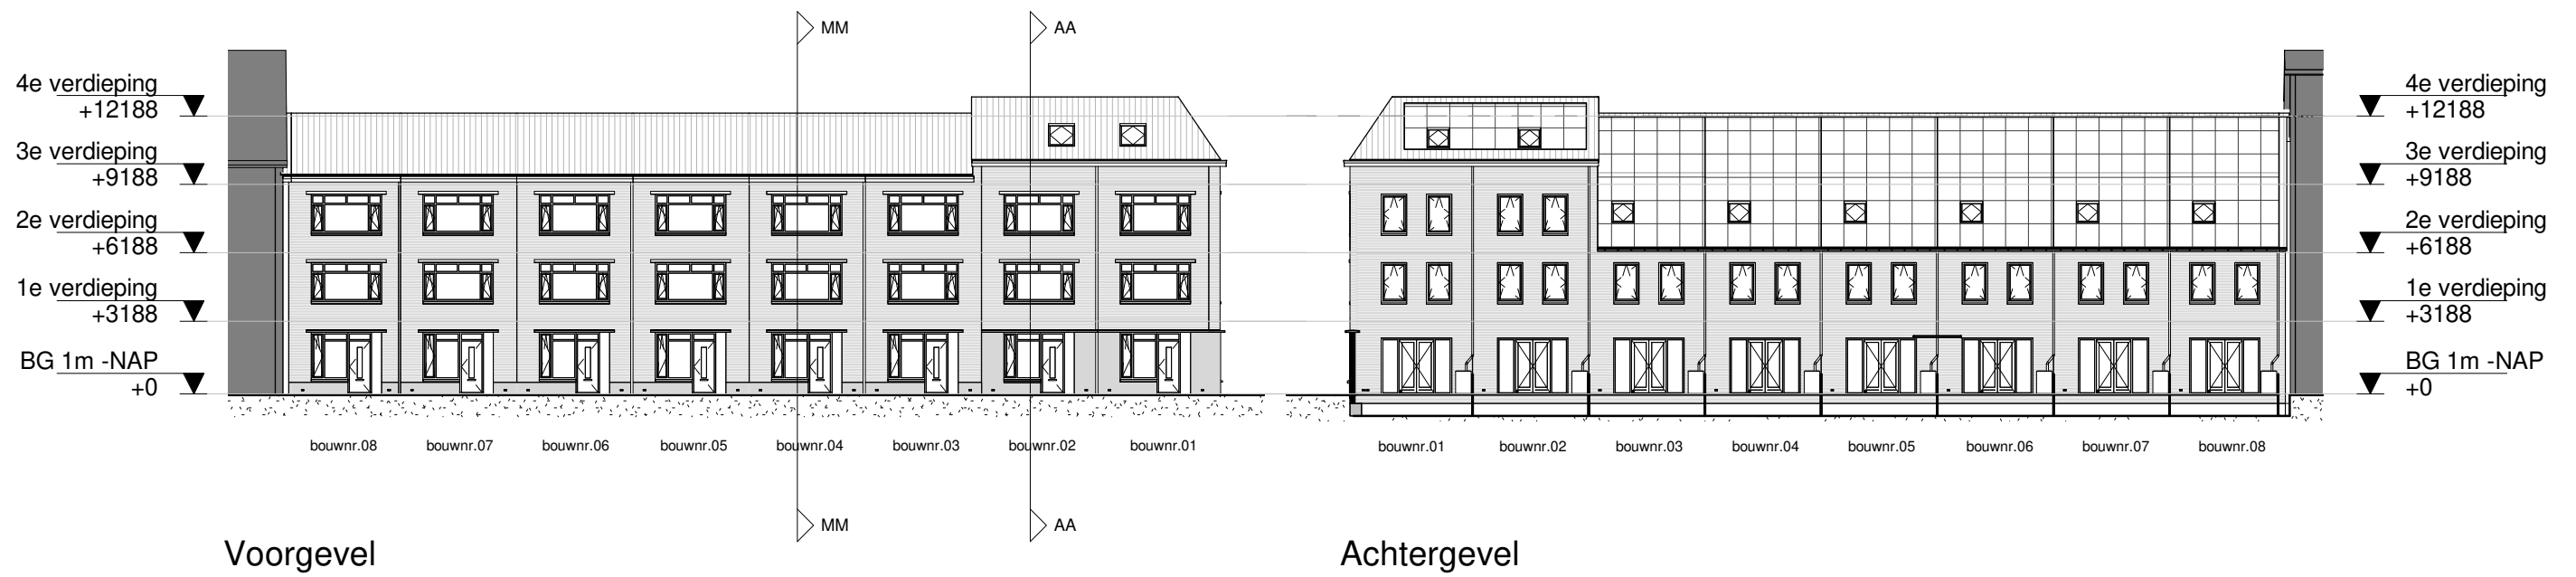 MM
AA
4e verdieping
+12188
3e verdieping
+9188
2e verdieping
+6188
1e verdieping
+3188
BG 1m -NAP
+0
bouwnr.08
bouwnr.07
bouwnr.06
bouwnr.05
bouwnr.04
bouwnr.03
bouwnr.02
bouwnr.01
MM
AA
Voorgevel
4e verdieping
+12188
3e verdieping
+9188
2e verdieping
+6188
1e verdieping
+3188
BG 1m -NAP
+0
bouwnr.01
bouwnr.02
bouwnr.03
bouwnr.04
bouwnr.05
bouwnr.06
bouwnr.07
bouwnr.08
Achtergevel